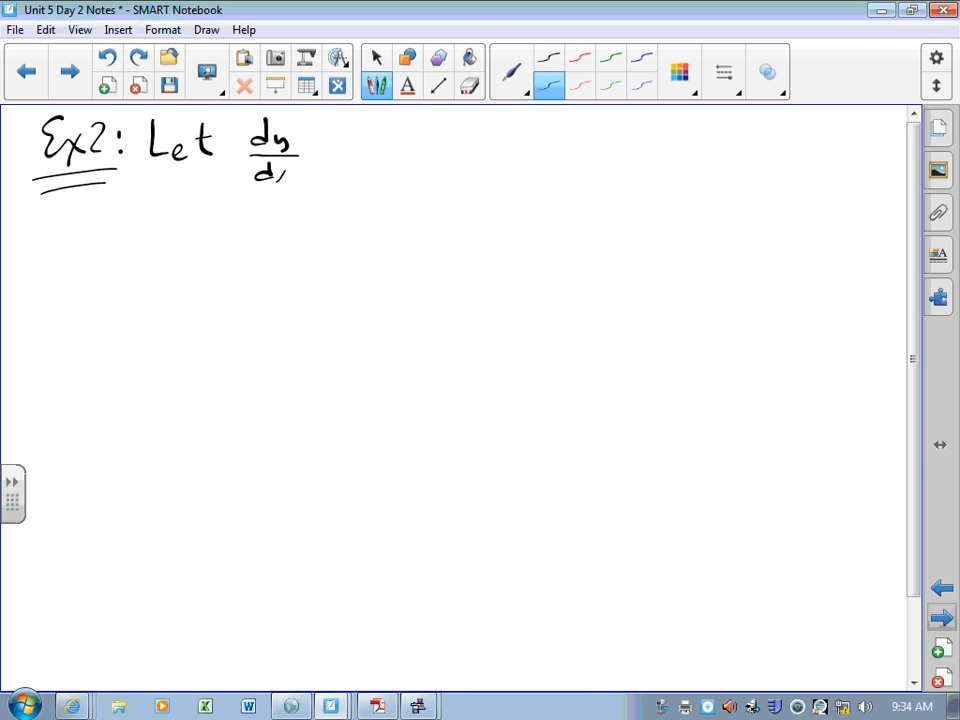 Unit 5 Day 2 Notes * - SMART Notebook
File Edit View Insert Format Draw Help
Ex2: Let dy
d
9:34 AM